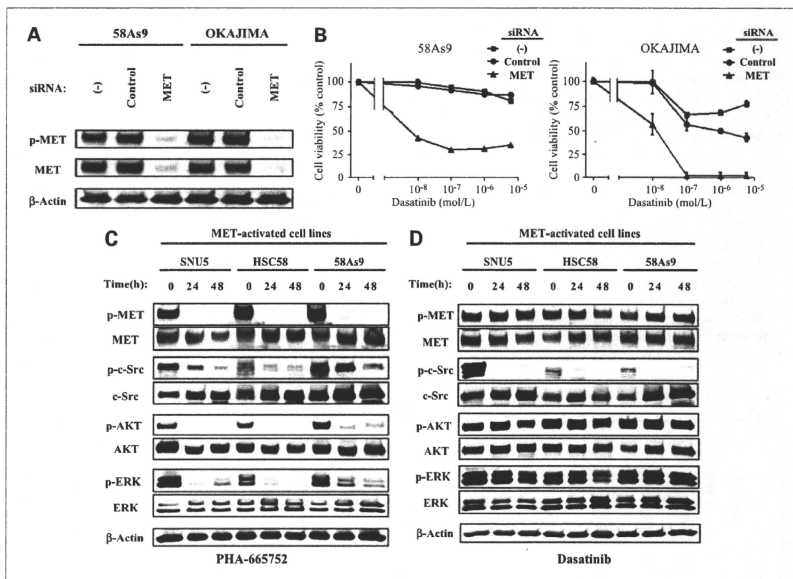 A
58As9 OKAJIMA
siRNA: (-) Control MET (-) Control MET
p-MET
MET
β-Actin
B
58As9
siRNA
(-)
Control
MET
Cell viability (% control)
100
75
50
25
0
0 10⁻⁸ 10⁻⁷ 10⁻⁶ 10⁻⁵
Dasatinib (mol/L)
OKAJIMA
siRNA
(-)
Control
MET
Cell viability (% control)
100
75
50
25
0
0 10⁻⁸ 10⁻⁷ 10⁻⁶ 10⁻⁵
Dasatinib (mol/L)
C
MET-activated cell lines
SNU5 HSC58 58As9
Time(h): 0 24 48 0 24 48 0 24 48
p-MET
MET
p-c-Src
c-Src
p-AKT
AKT
p-ERK
ERK
β-Actin
PHA-665752
D
MET-activated cell lines
SNU5 HSC58 58As9
Time(h): 0 24 48 0 24 48 0 24 48
p-MET
MET
p-c-Src
c-Src
p-AKT
AKT
p-ERK
ERK
β-Actin
Dasatinib